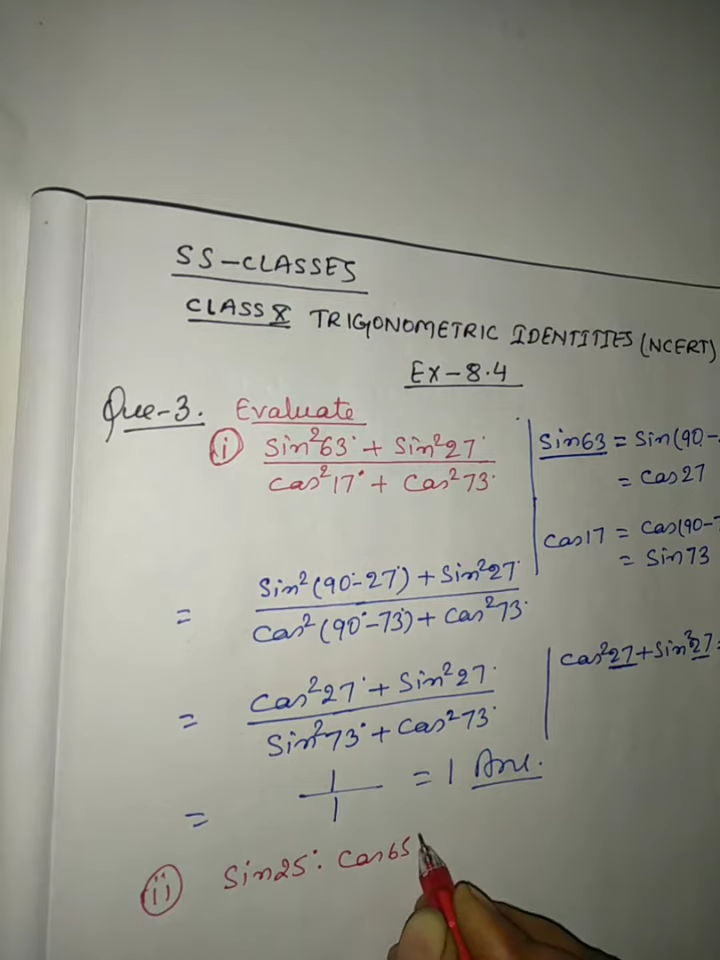 SS-CLASSES
CLASS X TRIGONOMETRIC IDENTITIES (NCERT)
EX-8.4
Que-3. Evaluate
(i) Sin²63° + Sin²27°
Cos²17° + Cos²73°
= Sin²(90°-27°) + Sin²27°
Cos²(90°-73°) + Cos²73°
= Cos²27° + Sin²27°
Sin²73° + Cos²73°
= 1/1 = 1 Ans.
Sin63 = Sin(90-
= Cos27
Cos17 = Cos(90-7
= Sin73
Cos²27 + Sin²27 =
(ii) Sin25°. Cos65